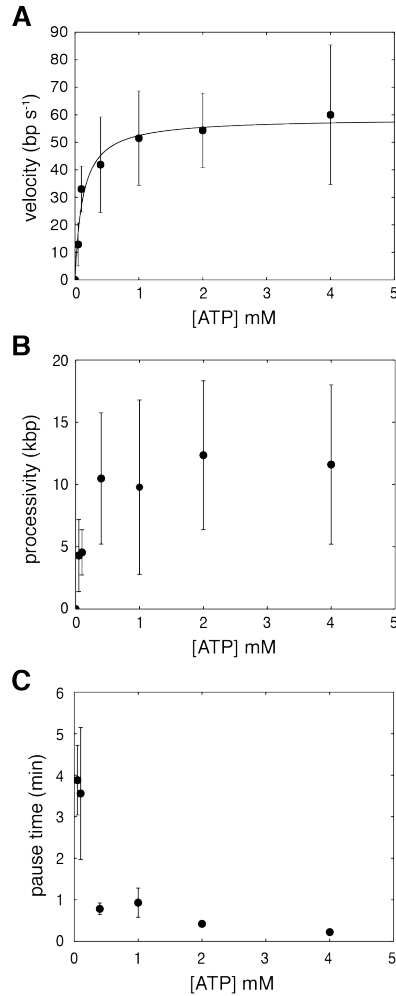 A
90
80
70
60
50
40
30
20
10
0
velocity (bp s⁻¹)
0 1 2 3 4 5
[ATP] mM
B
20
15
10
5
0
processivity (kbp)
0 1 2 3 4 5
[ATP] mM
C
6
5
4
3
2
1
0
pause time (min)
0 1 2 3 4 5
[ATP] mM